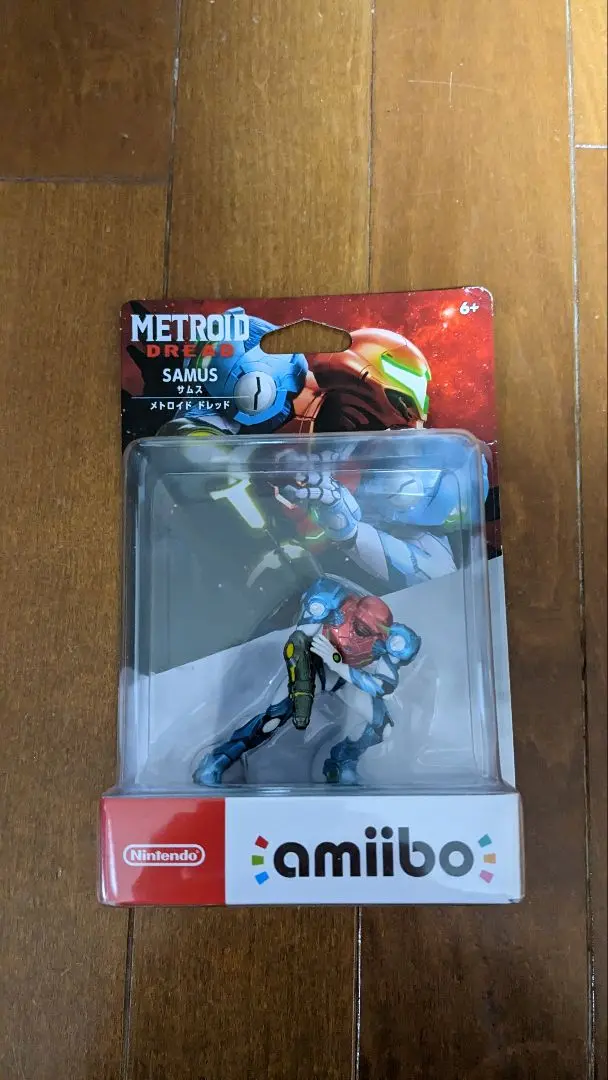 METROID
DREAD
SAMUS
サムス
メトロイド ドレッド
6+
Nintendo
amiibo